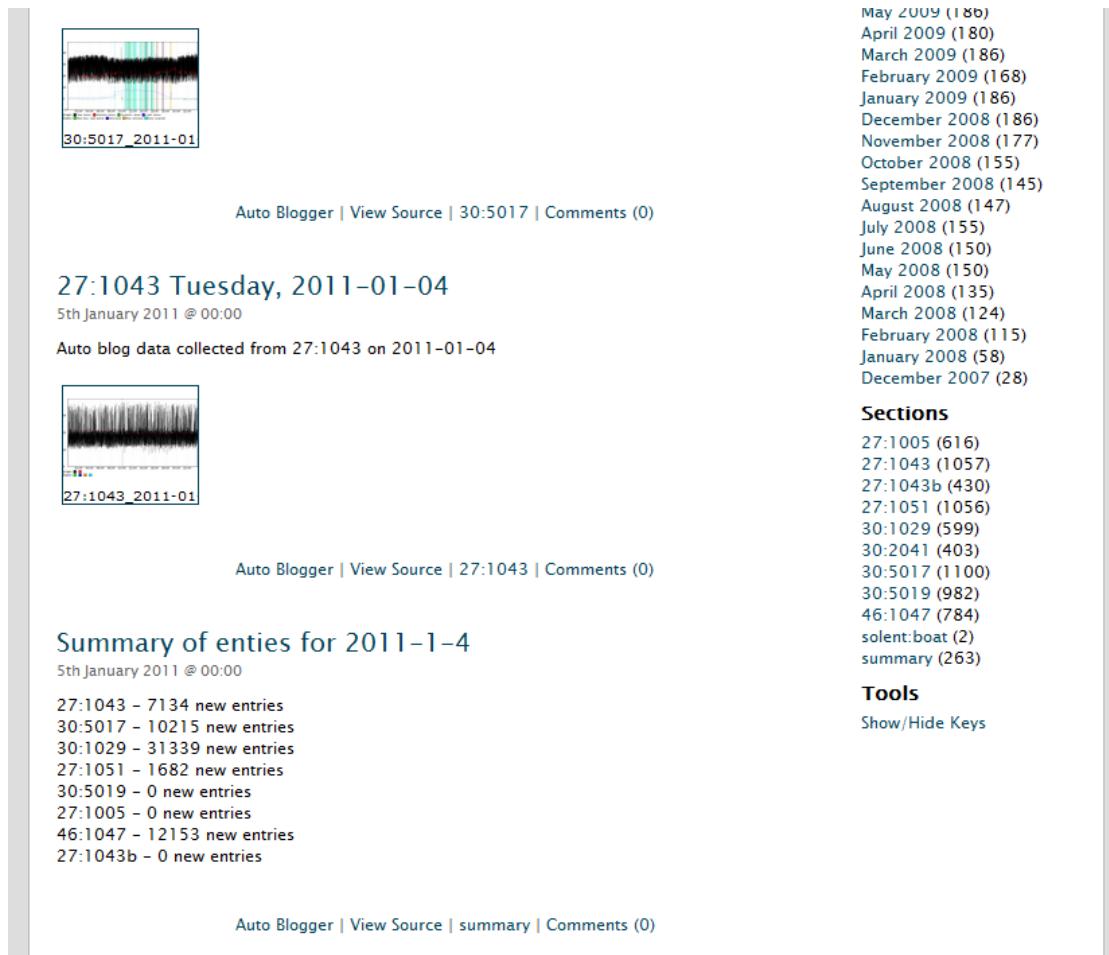 30:5017_2011-01
Auto Blogger | View Source | 30:5017 | Comments (0)
27:1043 Tuesday, 2011-01-04
5th January 2011 @ 00:00
Auto blog data collected from 27:1043 on 2011-01-04
27:1043_2011-01
Auto Blogger | View Source | 27:1043 | Comments (0)
Summary of enties for 2011-1-4
5th January 2011 @ 00:00
27:1043 - 7134 new entries
30:5017 - 10215 new entries
30:1029 - 31339 new entries
27:1051 - 1682 new entries
30:5019 - 0 new entries
27:1005 - 0 new entries
46:1047 - 12153 new entries
27:1043b - 0 new entries
Auto Blogger | View Source | summary | Comments (0)
May 2009 (186)
April 2009 (180)
March 2009 (186)
February 2009 (168)
January 2009 (186)
December 2008 (186)
November 2008 (177)
October 2008 (155)
September 2008 (145)
August 2008 (147)
July 2008 (155)
June 2008 (150)
May 2008 (150)
April 2008 (135)
March 2008 (124)
February 2008 (115)
January 2008 (58)
December 2007 (28)
Sections
27:1005 (616)
27:1043 (1057)
27:1043b (430)
27:1051 (1056)
30:1029 (599)
30:2041 (403)
30:5017 (1100)
30:5019 (982)
46:1047 (784)
solent:boat (2)
summary (263)
Tools
Show/Hide Keys